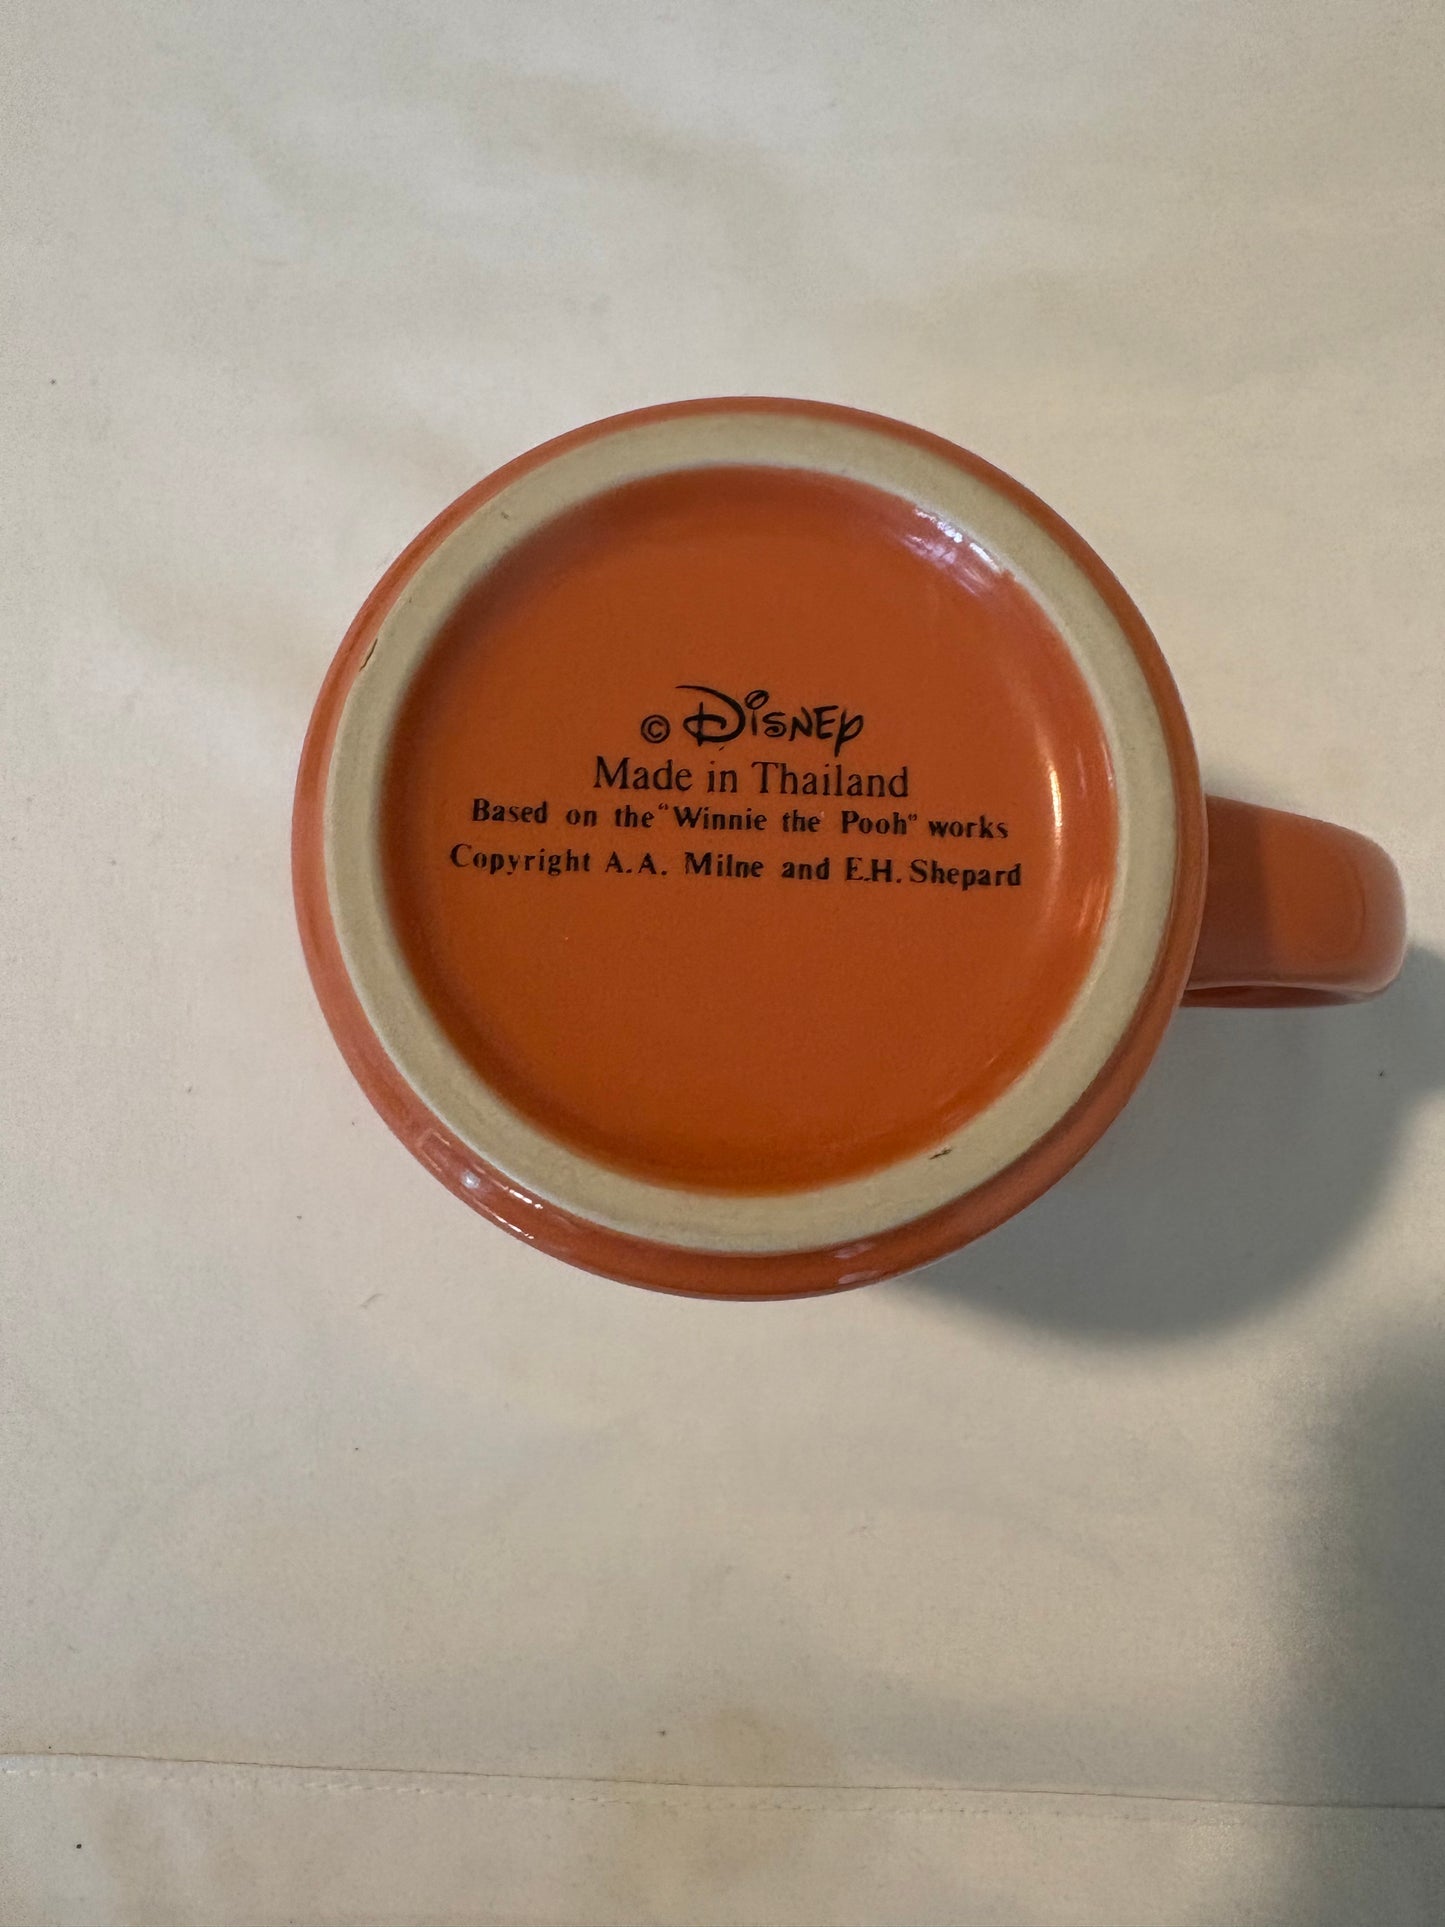 © Disney
Made in Thailand
Based on the "Winnie the Pooh" works
Copyright A.A. Milne and E.H. Shepard